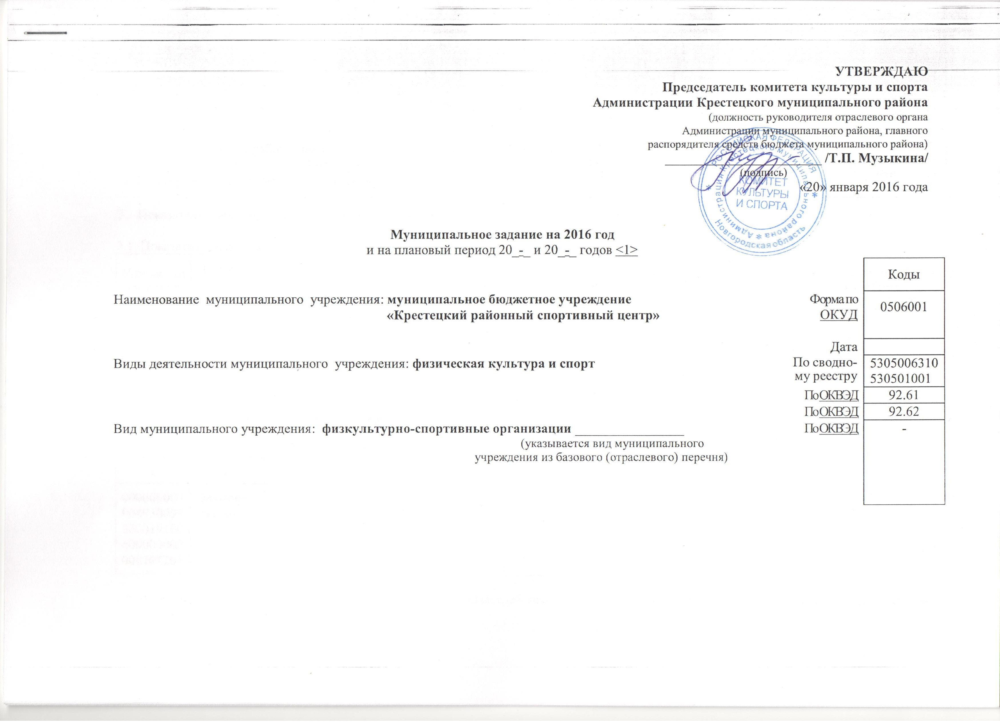 УТВЕРЖДАЮ
Председатель комитета культуры и спорта
Администрации Крестецкого муниципального района
(должность руководителя отраслевого органа
Администрации муниципального района, главного
распорядителя средств бюджета муниципального района)
/Т.П. Музыкина/
(подпись)
«20» января 2016 года
РОССИЙСКАЯ ФЕДЕРАЦИЯ
Новгородская область
Администрация Крестецкого муниципального района
КОМИТЕТ
КУЛЬТУРЫ
И СПОРТА
Муниципальное задание на 2016 год
и на плановый период 20_-_ и 20_-_ годов <1>
Коды
Наименование муниципального учреждения: муниципальное бюджетное учреждение
«Крестецкий районный спортивный центр»
Форма по
ОКУД
0506001
Дата
Виды деятельности муниципального учреждения: физическая культура и спорт
По сводно-
му реестру
5305006310
530501001
По ОКВЭД 92.61
По ОКВЭД 92.62
Вид муниципального учреждения: физкультурно-спортивные организации
По ОКВЭД -
(указывается вид муниципального
учреждения из базового (отраслевого) перечня)